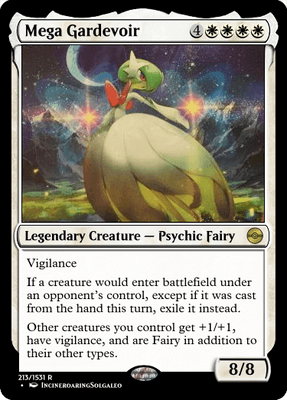 Mega Gardevoir 4
Legendary Creature — Psychic Fairy
Vigilance
If a creature would enter battlefield under
an opponent's control, except if it was cast
from the hand this turn, exile it instead.
Other creatures you control get +1/+1,
have vigilance, and are Fairy in addition to
their other types.
8/8
213/1531 R
• IncineroaringSolgaleo